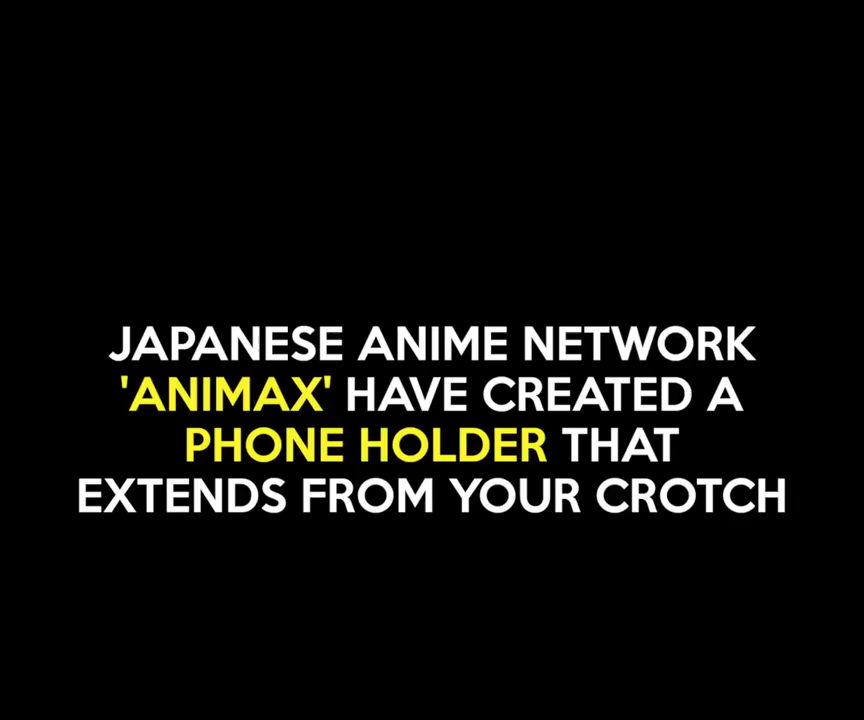 JAPANESE ANIME NETWORK
'ANIMAX' HAVE CREATED A
PHONE HOLDER THAT
EXTENDS FROM YOUR CROTCH